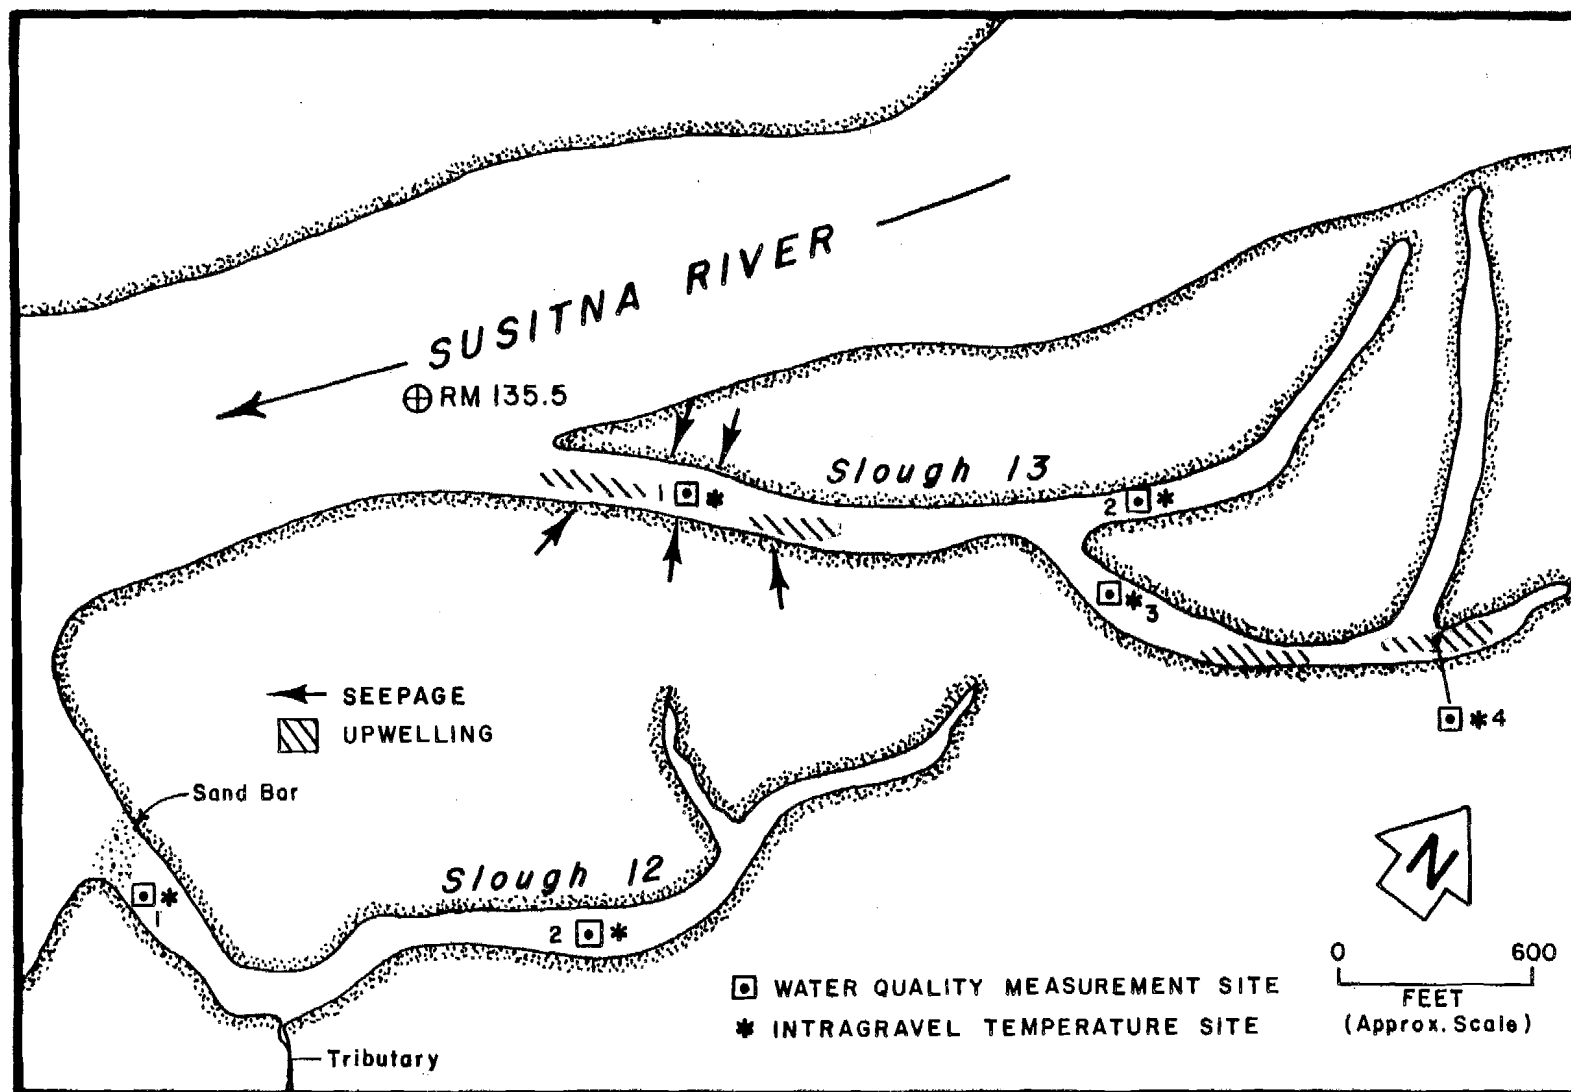 SUSITNA RIVER
RM 135.5
Slough 13
1
2
3
4
SEEPAGE
UPWELLING
Sand Bar
Slough 12
1
2
Tributary
N
WATER QUALITY MEASUREMENT SITE
INTRAGRAVEL TEMPERATURE SITE
0 600
FEET
(Approx. Scale)